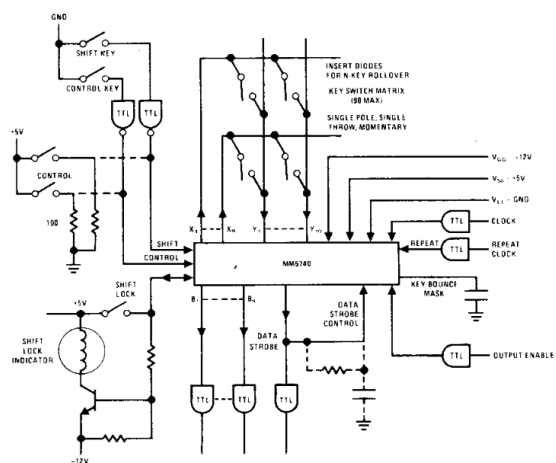 GND
SHIFT KEY
CONTROL KEY
TTL
TTL
+5V
CONTROL
100
INSERT DIODES
FOR N-KEY ROLLOVER
KEY SWITCH MATRIX
(90 MAX)
SINGLE POLE, SINGLE
THROW, MOMENTARY
VGG - -12V
VSS - +5V
VLL - GND
TTL
CLOCK
REPEAT
TTL
REPEAT
CLOCK
X1
X9
Y1
Y10
SHIFT
CONTROL
MM5740
KEY BOUNCE
MASK
SHIFT
LOCK
+5V
SHIFT
LOCK
INDICATOR
B1
B9
DATA
STROBE
DATA
STROBE
CONTROL
TTL
OUTPUT ENABLE
TTL
TTL
TTL
-12V